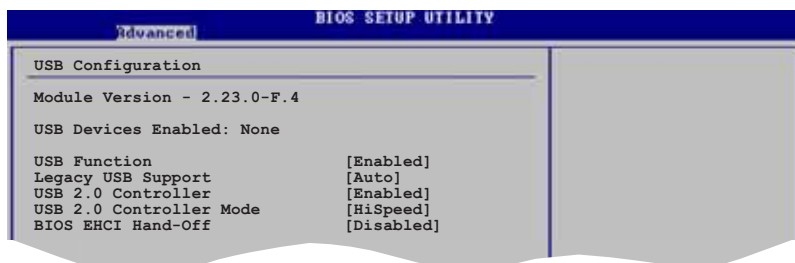 BIOS SETUP UTILITY
Advanced
USB Configuration
Module Version - 2.23.0-F.4
USB Devices Enabled: None
USB Function [Enabled]
Legacy USB Support [Auto]
USB 2.0 Controller [Enabled]
USB 2.0 Controller Mode [HiSpeed]
BIOS EHCI Hand-Off [Disabled]